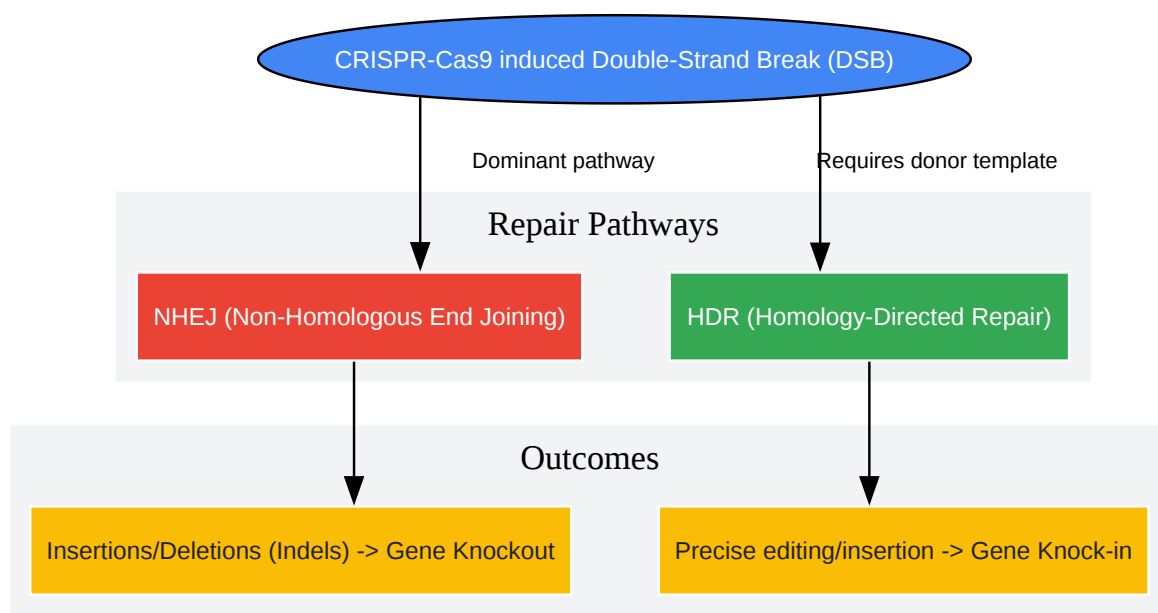 CRISPR-Cas9 induced Double-Strand Break (DSB)
Dominant pathway
Requires donor template
Repair Pathways
NHEJ (Non-Homologous End Joining)
HDR (Homology-Directed Repair)
Outcomes
Insertions/Deletions (Indels) -> Gene Knockout
Precise editing/insertion -> Gene Knock-in